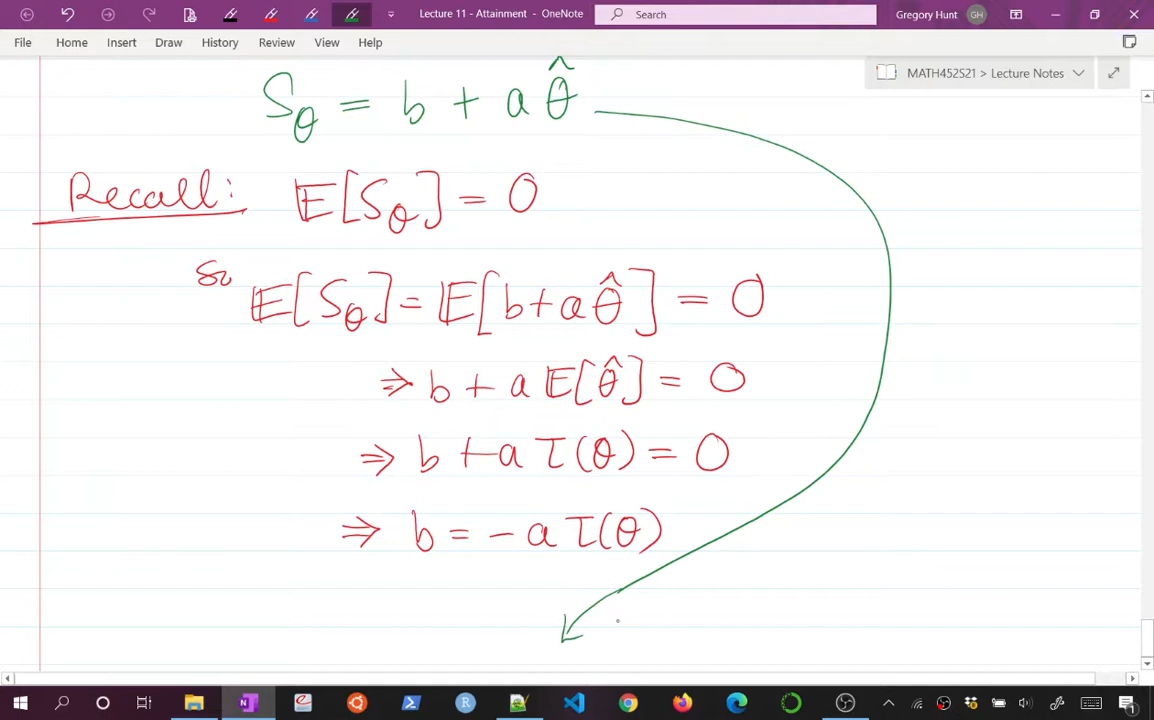 Lecture 11 - Attainment - OneNote
Search
Gregory Hunt
GH
File Home Insert Draw History Review View Help
MATH452S21 > Lecture Notes
S_θ = b + a θ̂
Recall: 𝔼[S_θ] = 0
So 𝔼[S_θ] = 𝔼[b + a θ̂] = 0
⇒ b + a 𝔼[θ̂] = 0
⇒ b + a τ(θ) = 0
⇒ b = - a τ(θ)